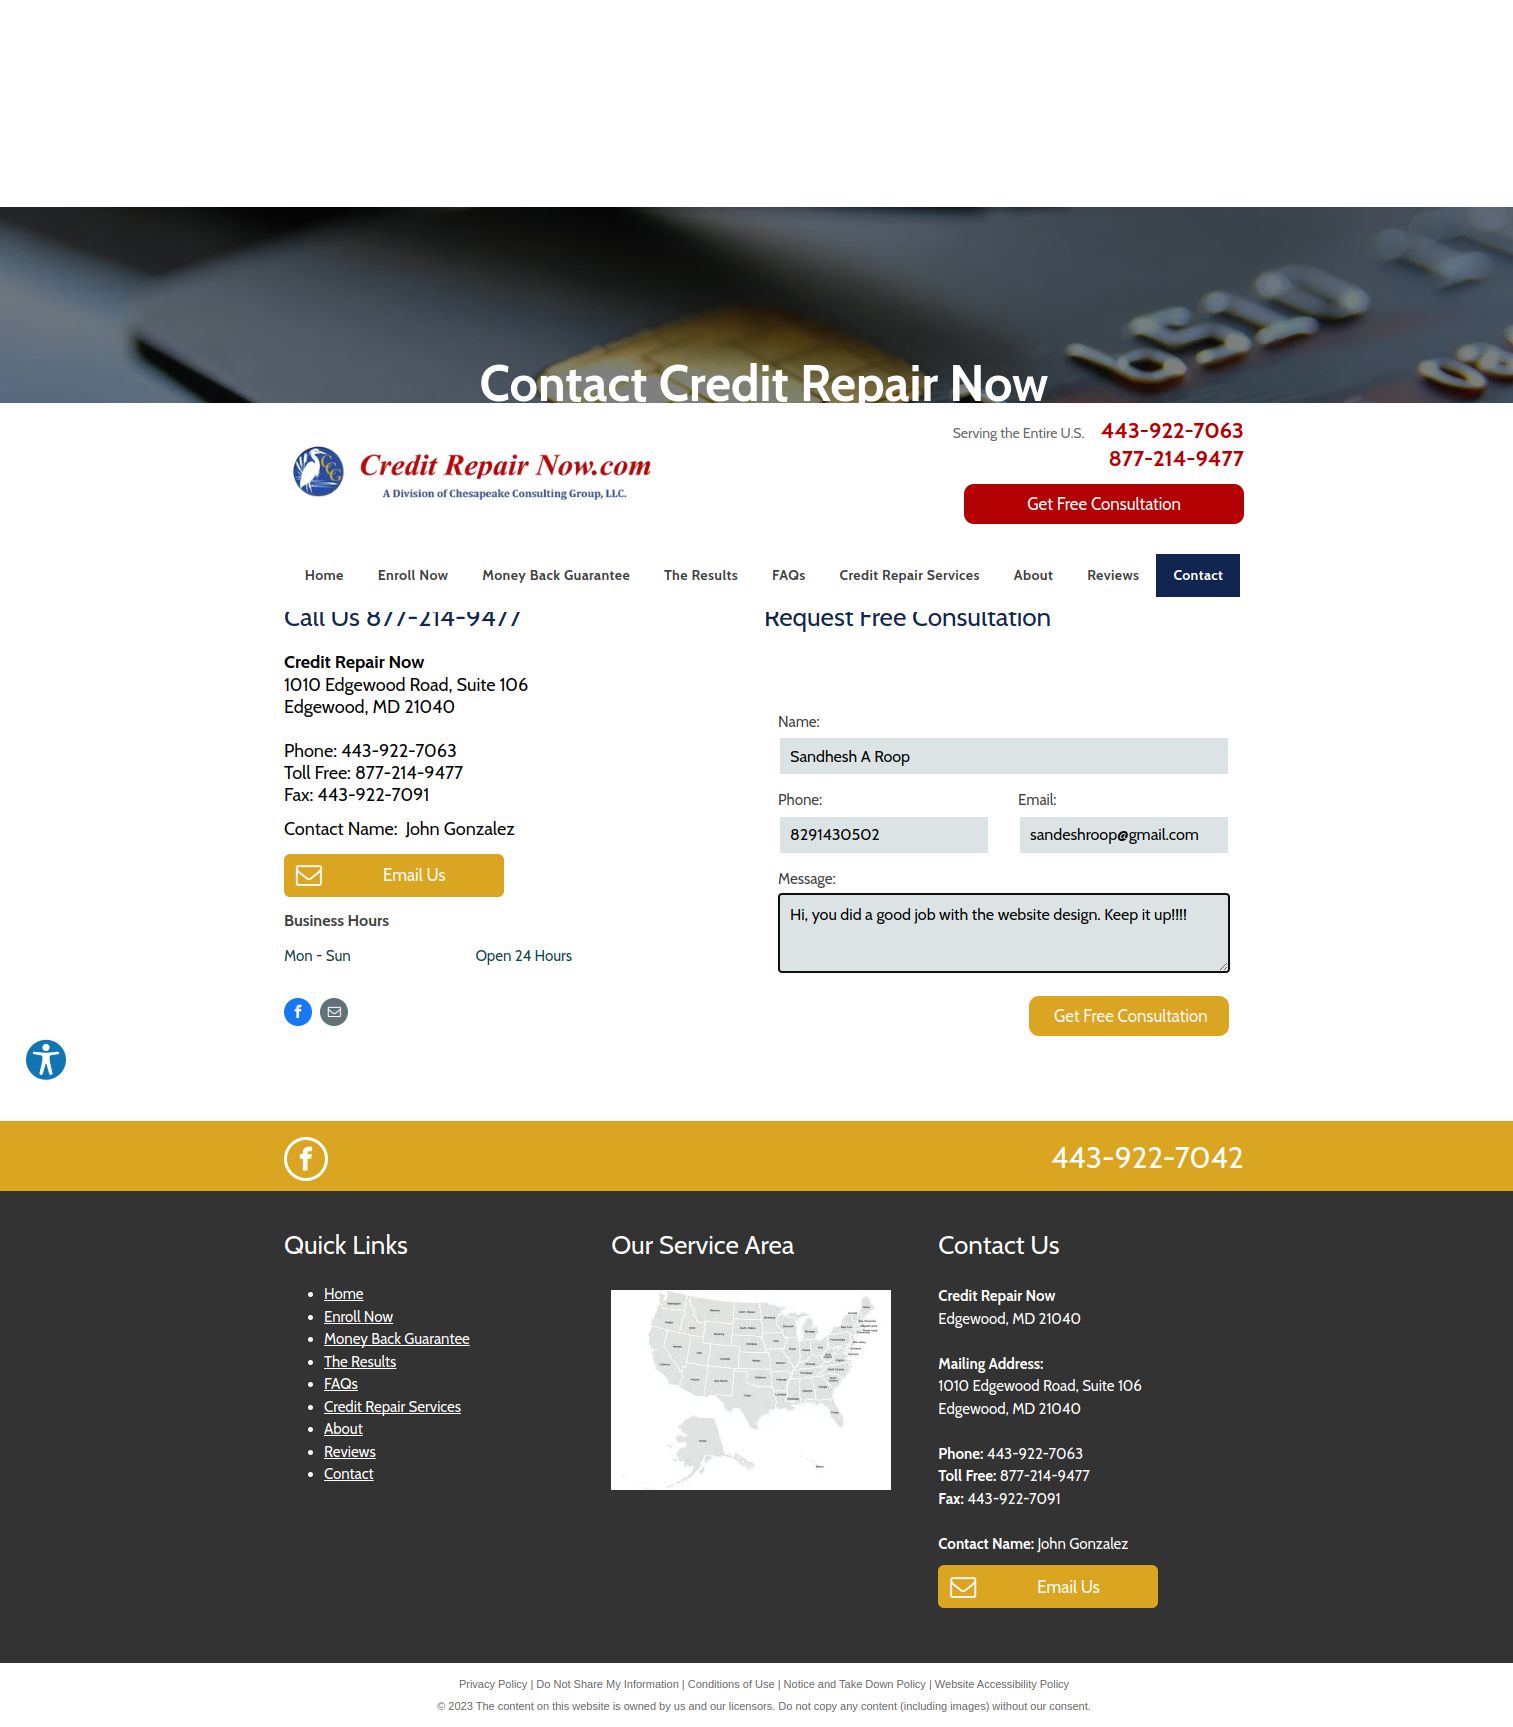 6510
Contact Credit Repair Now
Serving the Entire U.S. 443-922-7063
877-214-9477
CCG
Credit Repair Now.com
A Division of Chesapeake Consulting Group, LLC.
Get Free Consultation
Home Enroll Now Money Back Guarantee The Results FAQs Credit Repair Services About Reviews Contact
Call Us 877-214-9477
Credit Repair Now
1010 Edgewood Road, Suite 106
Edgewood, MD 21040
Phone: 443-922-7063
Toll Free: 877-214-9477
Fax: 443-922-7091
Contact Name: John Gonzalez
Email Us
Business Hours
Mon - Sun Open 24 Hours
Request Free Consultation
Name:
Sandhesh A Roop
Phone: Email:
8291430502 sandeshroop@gmail.com
Message:
Hi, you did a good job with the website design. Keep it up!!!!
Get Free Consultation
443-922-7042
Quick Links
Home
Enroll Now
Money Back Guarantee
The Results
FAQs
Credit Repair Services
About
Reviews
Contact
Our Service Area
Contact Us
Credit Repair Now
Edgewood, MD 21040
Mailing Address:
1010 Edgewood Road, Suite 106
Edgewood, MD 21040
Phone: 443-922-7063
Toll Free: 877-214-9477
Fax: 443-922-7091
Contact Name: John Gonzalez
Email Us
Privacy Policy | Do Not Share My Information | Conditions of Use | Notice and Take Down Policy | Website Accessibility Policy
© 2023 The content on this website is owned by us and our licensors. Do not copy any content (including images) without our consent.